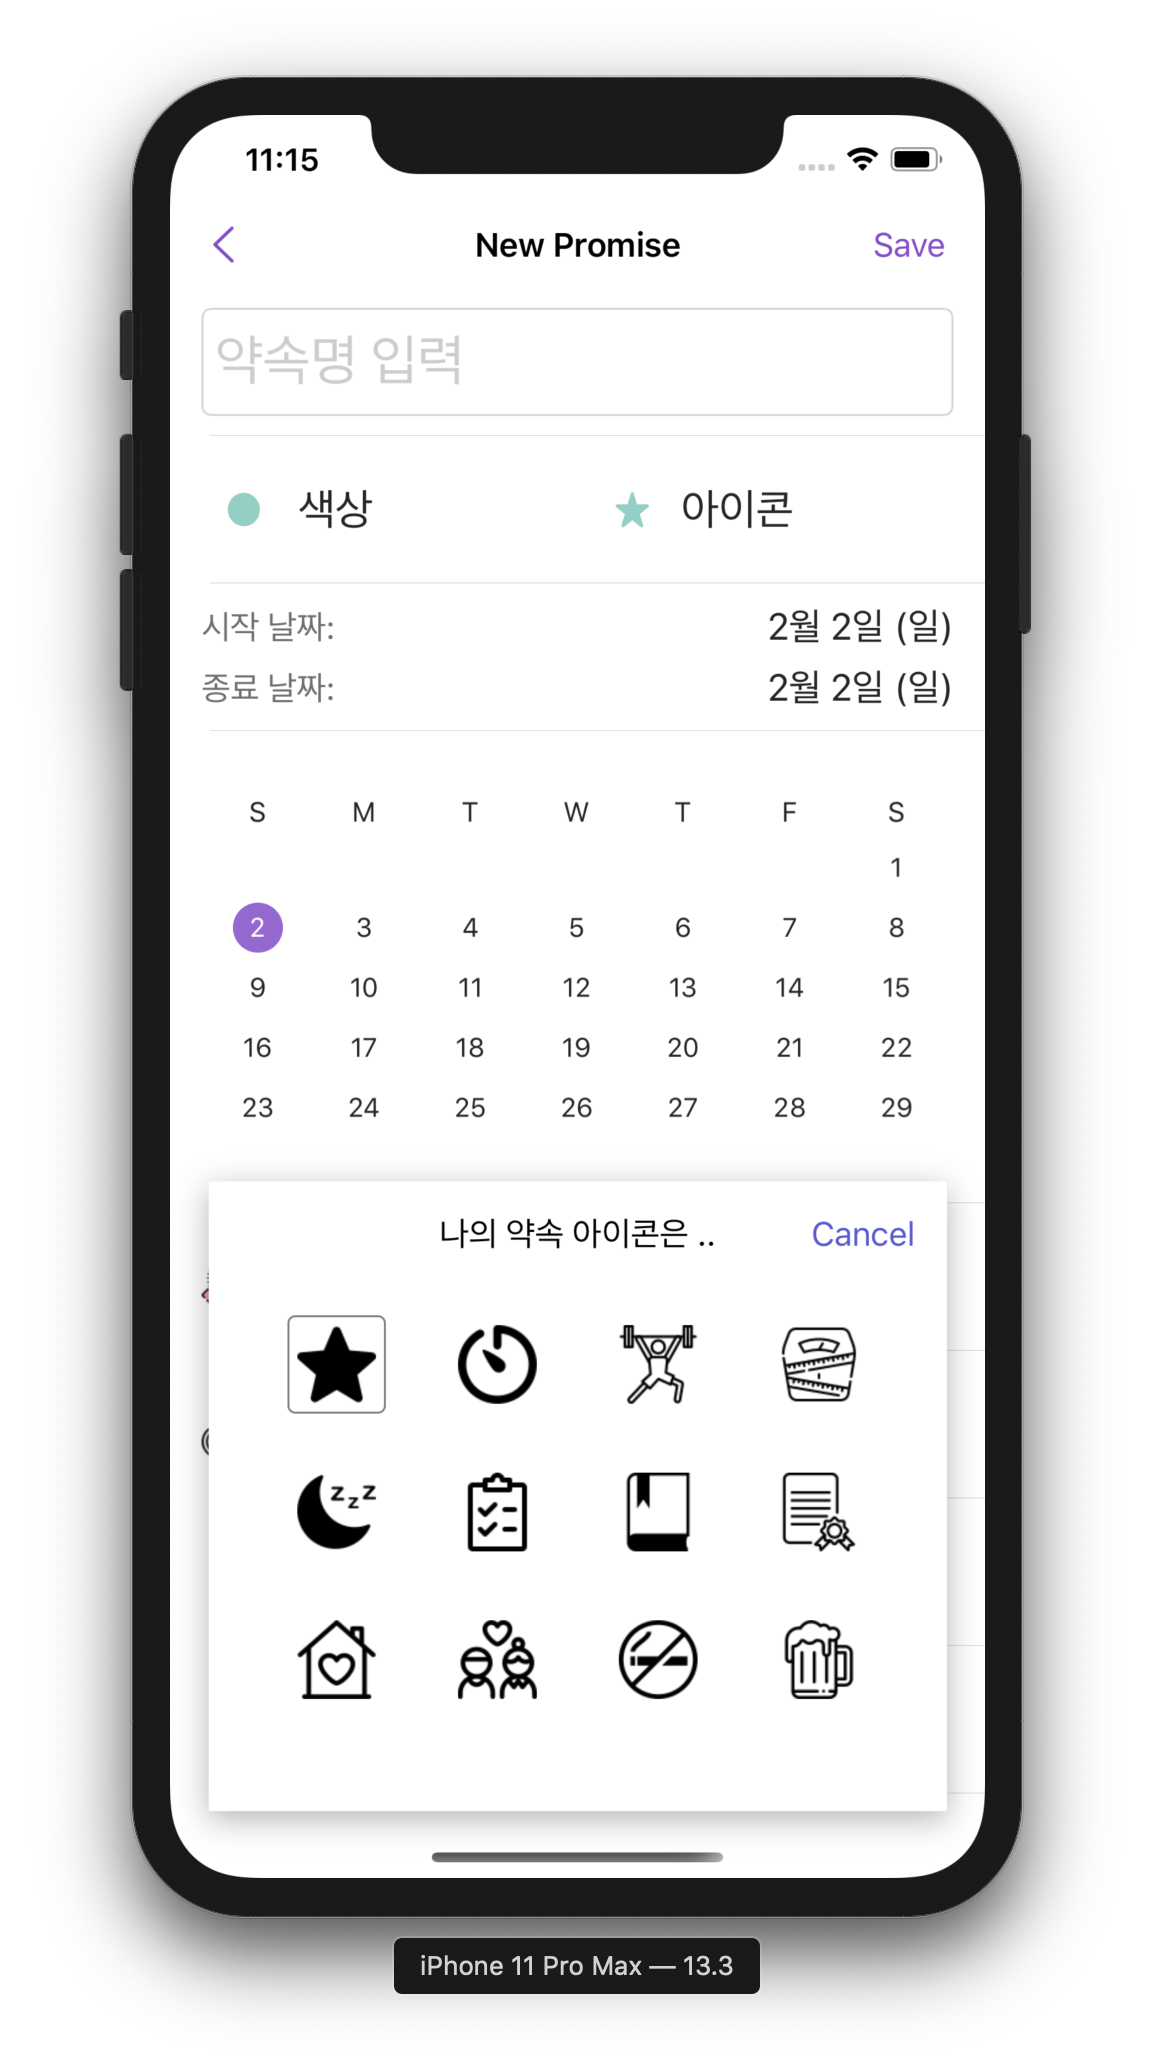 11:15
New Promise Save
약속명 입력
색상 아이콘
시작 날짜: 2월 2일 (일)
종료 날짜: 2월 2일 (일)
S M T W T F S
1
2 3 4 5 6 7 8
9 10 11 12 13 14 15
16 17 18 19 20 21 22
23 24 25 26 27 28 29
나의 약속 아이콘은 .. Cancel
z z z
iPhone 11 Pro Max — 13.3